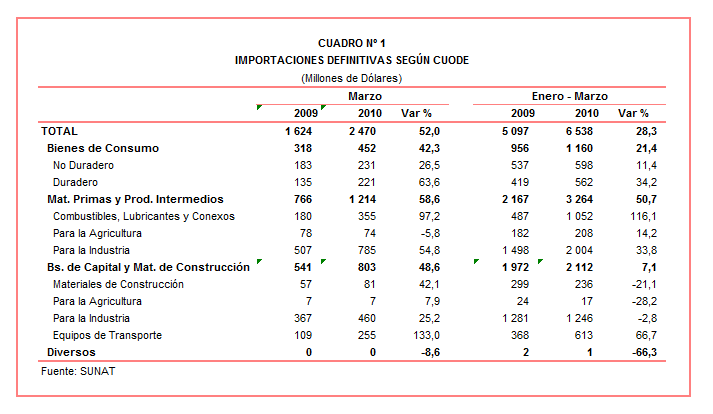 CUADRO Nº 1
IMPORTACIONES DEFINITIVAS SEGÚN CUODE
(Millones de Dólares)
Marzo Enero - Marzo
2009 2010 Var % 2009 2010 Var %
TOTAL 1 624 2 470 52,0 5 097 6 538 28,3
Bienes de Consumo 318 452 42,3 956 1 160 21,4
No Duradero 183 231 26,5 537 598 11,4
Duradero 135 221 63,6 419 562 34,2
Mat. Primas y Prod. Intermedios 766 1 214 58,6 2 167 3 264 50,7
Combustibles, Lubricantes y Conexos 180 355 97,2 487 1 052 116,1
Para la Agricultura 78 74 -5,8 182 208 14,2
Para la Industria 507 785 54,8 1 498 2 004 33,8
Bs. de Capital y Mat. de Construcción 541 803 48,6 1 972 2 112 7,1
Materiales de Construcción 57 81 42,1 299 236 -21,1
Para la Agricultura 7 7 7,9 24 17 -28,2
Para la Industria 367 460 25,2 1 281 1 246 -2,8
Equipos de Transporte 109 255 133,0 368 613 66,7
Diversos 0 0 -8,6 2 1 -66,3
Fuente: SUNAT